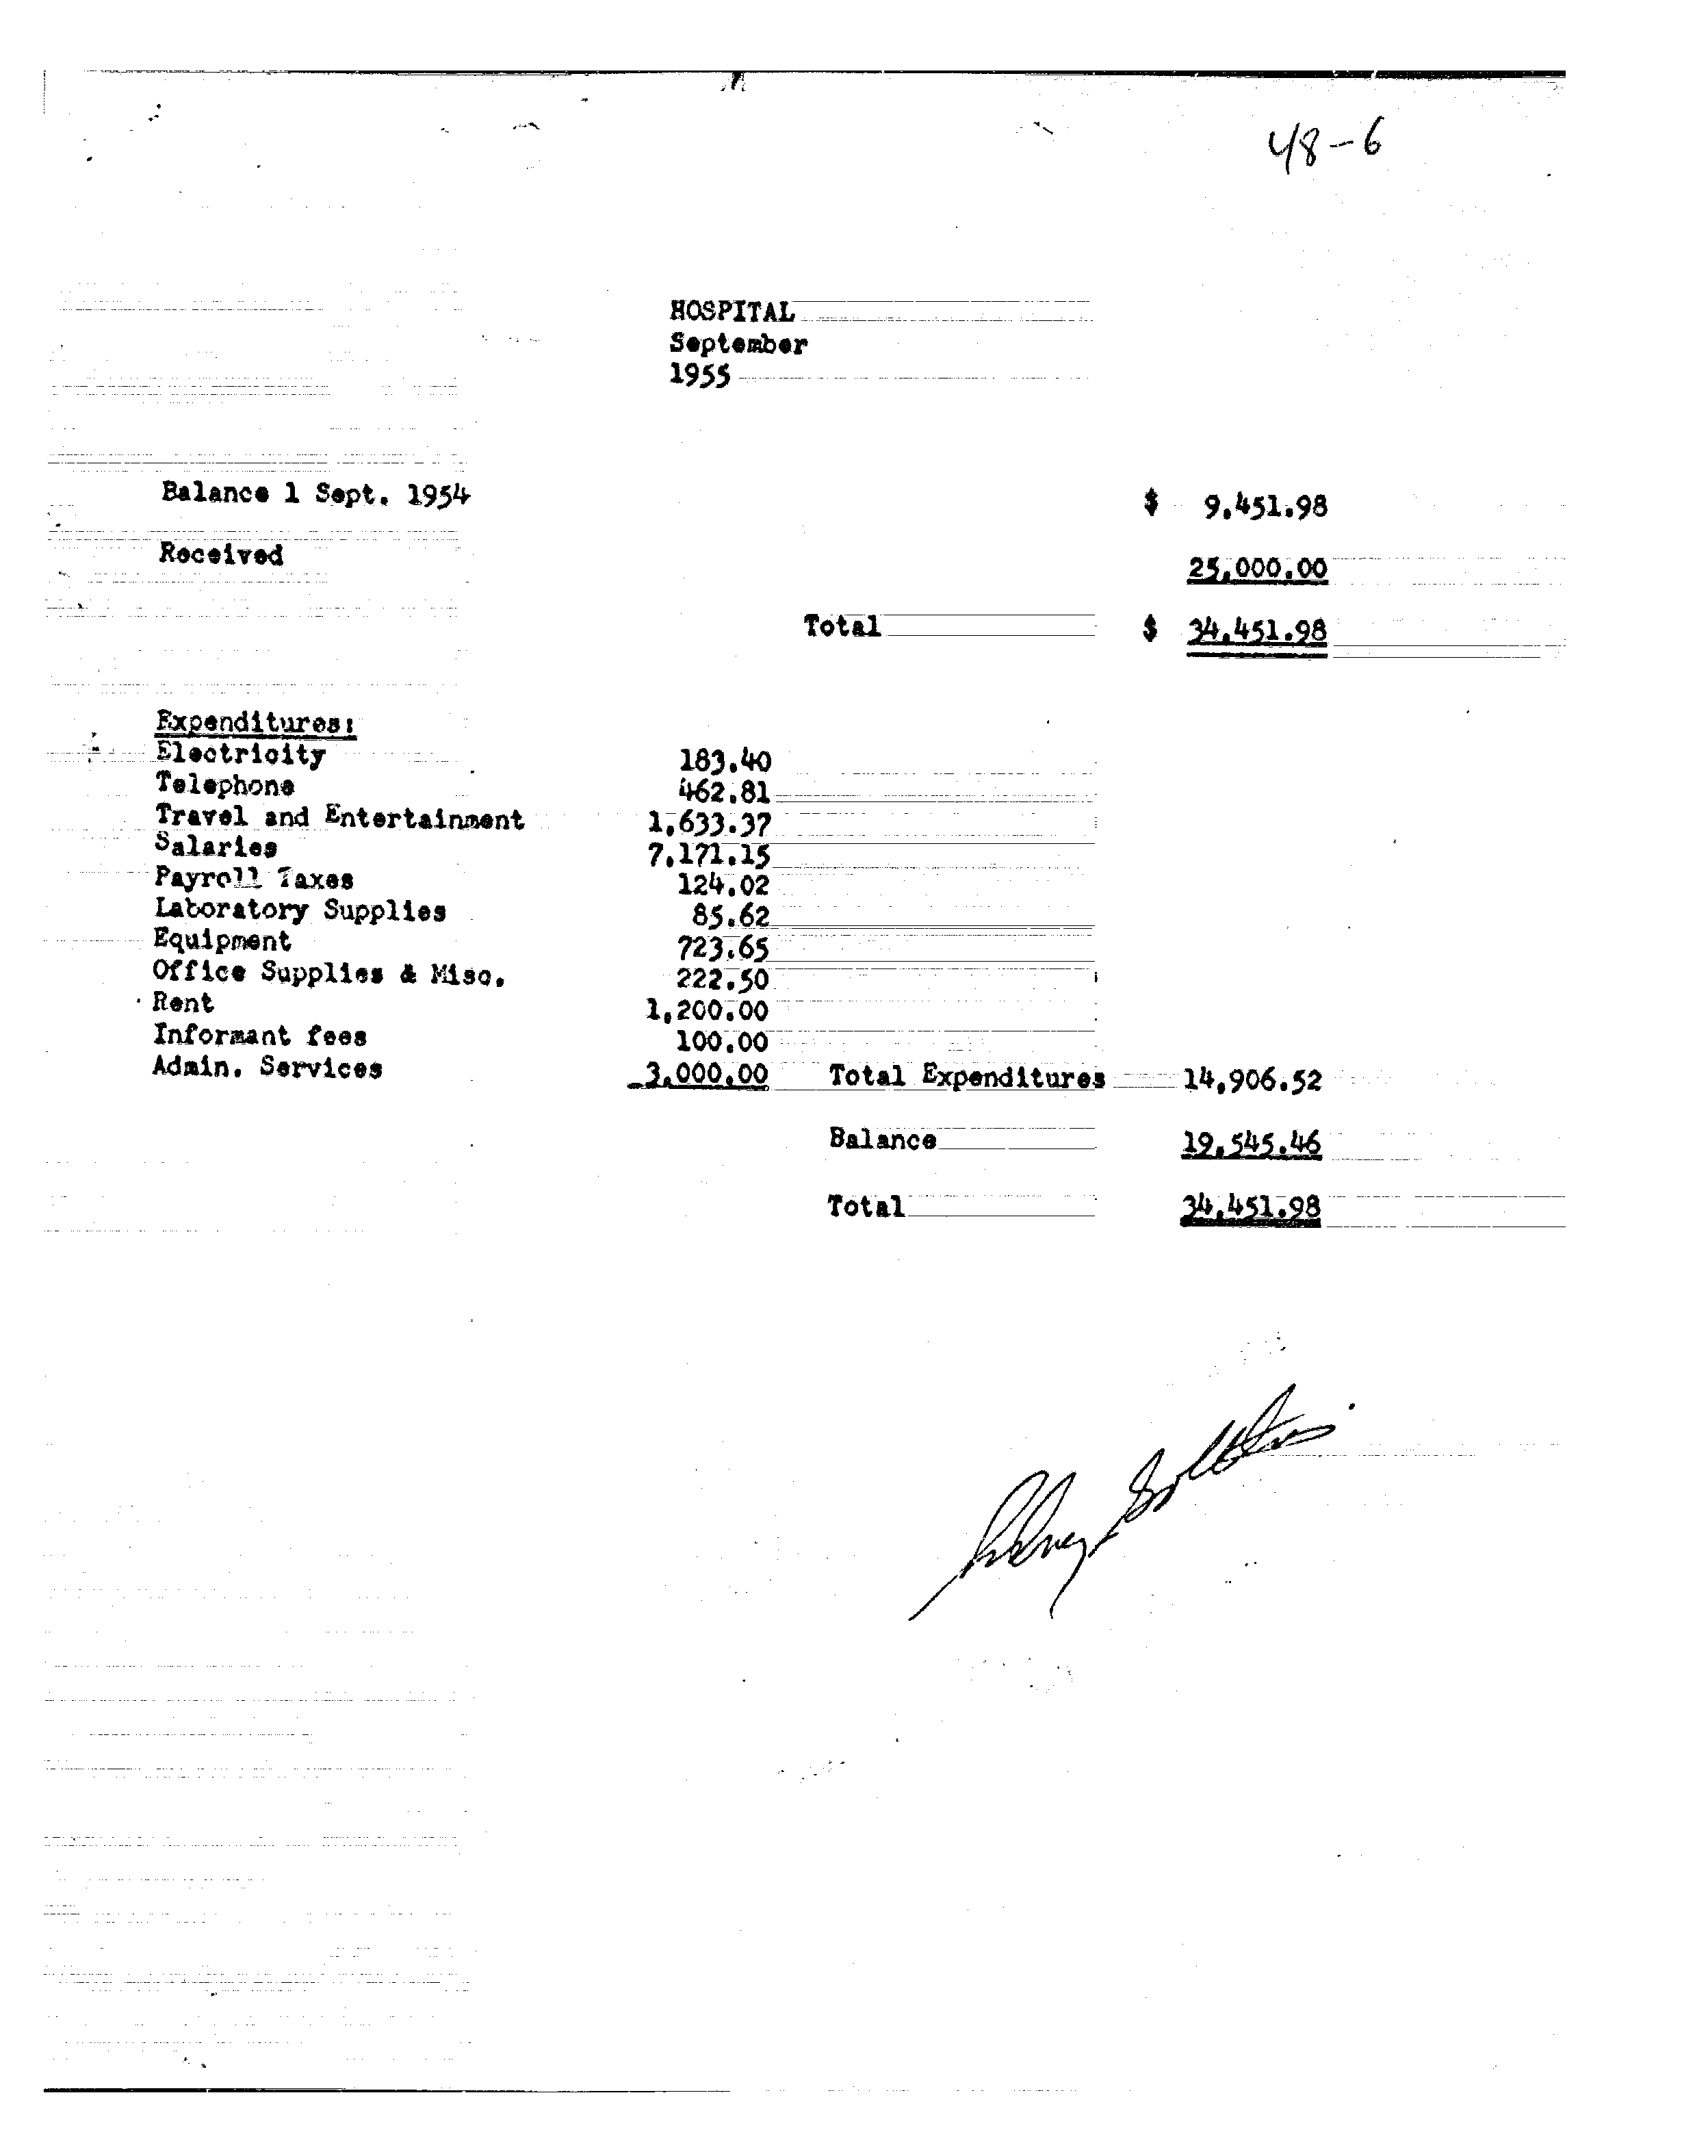 48-6
HOSPITAL
September
1955
Balance 1 Sept. 1954 $ 9,451.98
Received 25,000.00
Total $ 34,451.98
Expenditures:
Electricity 183.40
Telephone 462.81
Travel and Entertainment 1,633.37
Salaries 7,171.15
Payroll Taxes 124.02
Laboratory Supplies 85.62
Equipment 723.65
Office Supplies & Misc. 222.50
Rent 1,200.00
Informant fees 100.00
Admin. Services 3,000.00 Total Expenditures 14,906.52
Balance 19,545.46
Total 34,451.98
Sidney